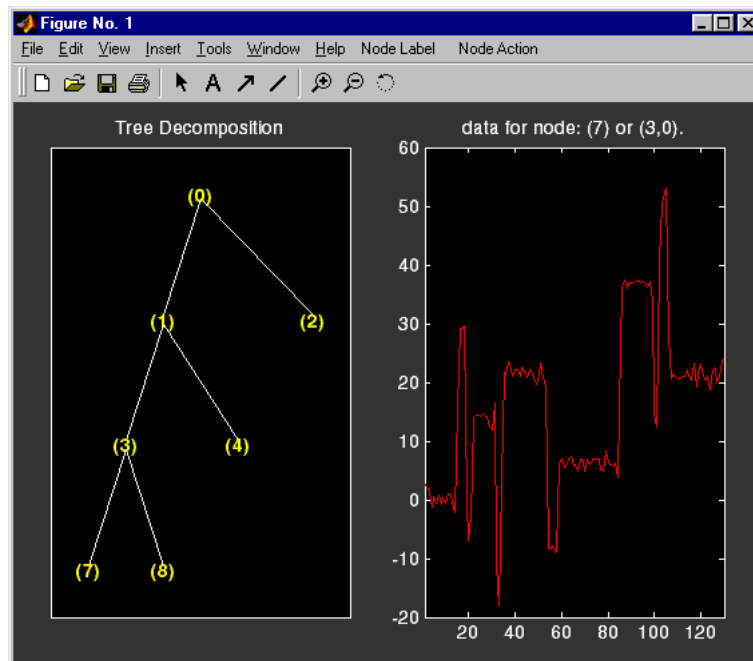 Figure No. 1
File Edit View Insert Tools Window Help Node Label Node Action
A
Tree Decomposition
(0)
(1) (2)
(3) (4)
(7) (8)
data for node: (7) or (3,0).
60
50
40
30
20
10
0
-10
-20
20 40 60 80 100 120